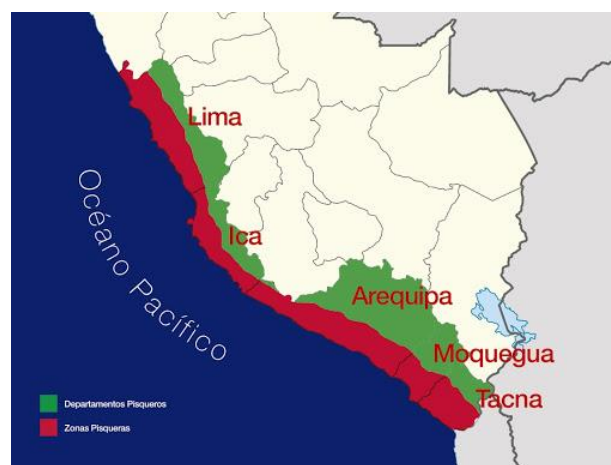 Lima
Ica
Océano Pacífico
Arequipa
Moquegua
Tacna
Departamentos Pisqueros
Zonas Pisqueras